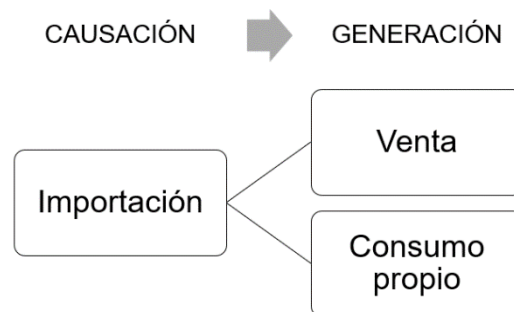 CAUSACIÓN
GENERACIÓN
Importación
Venta
Consumo
propio